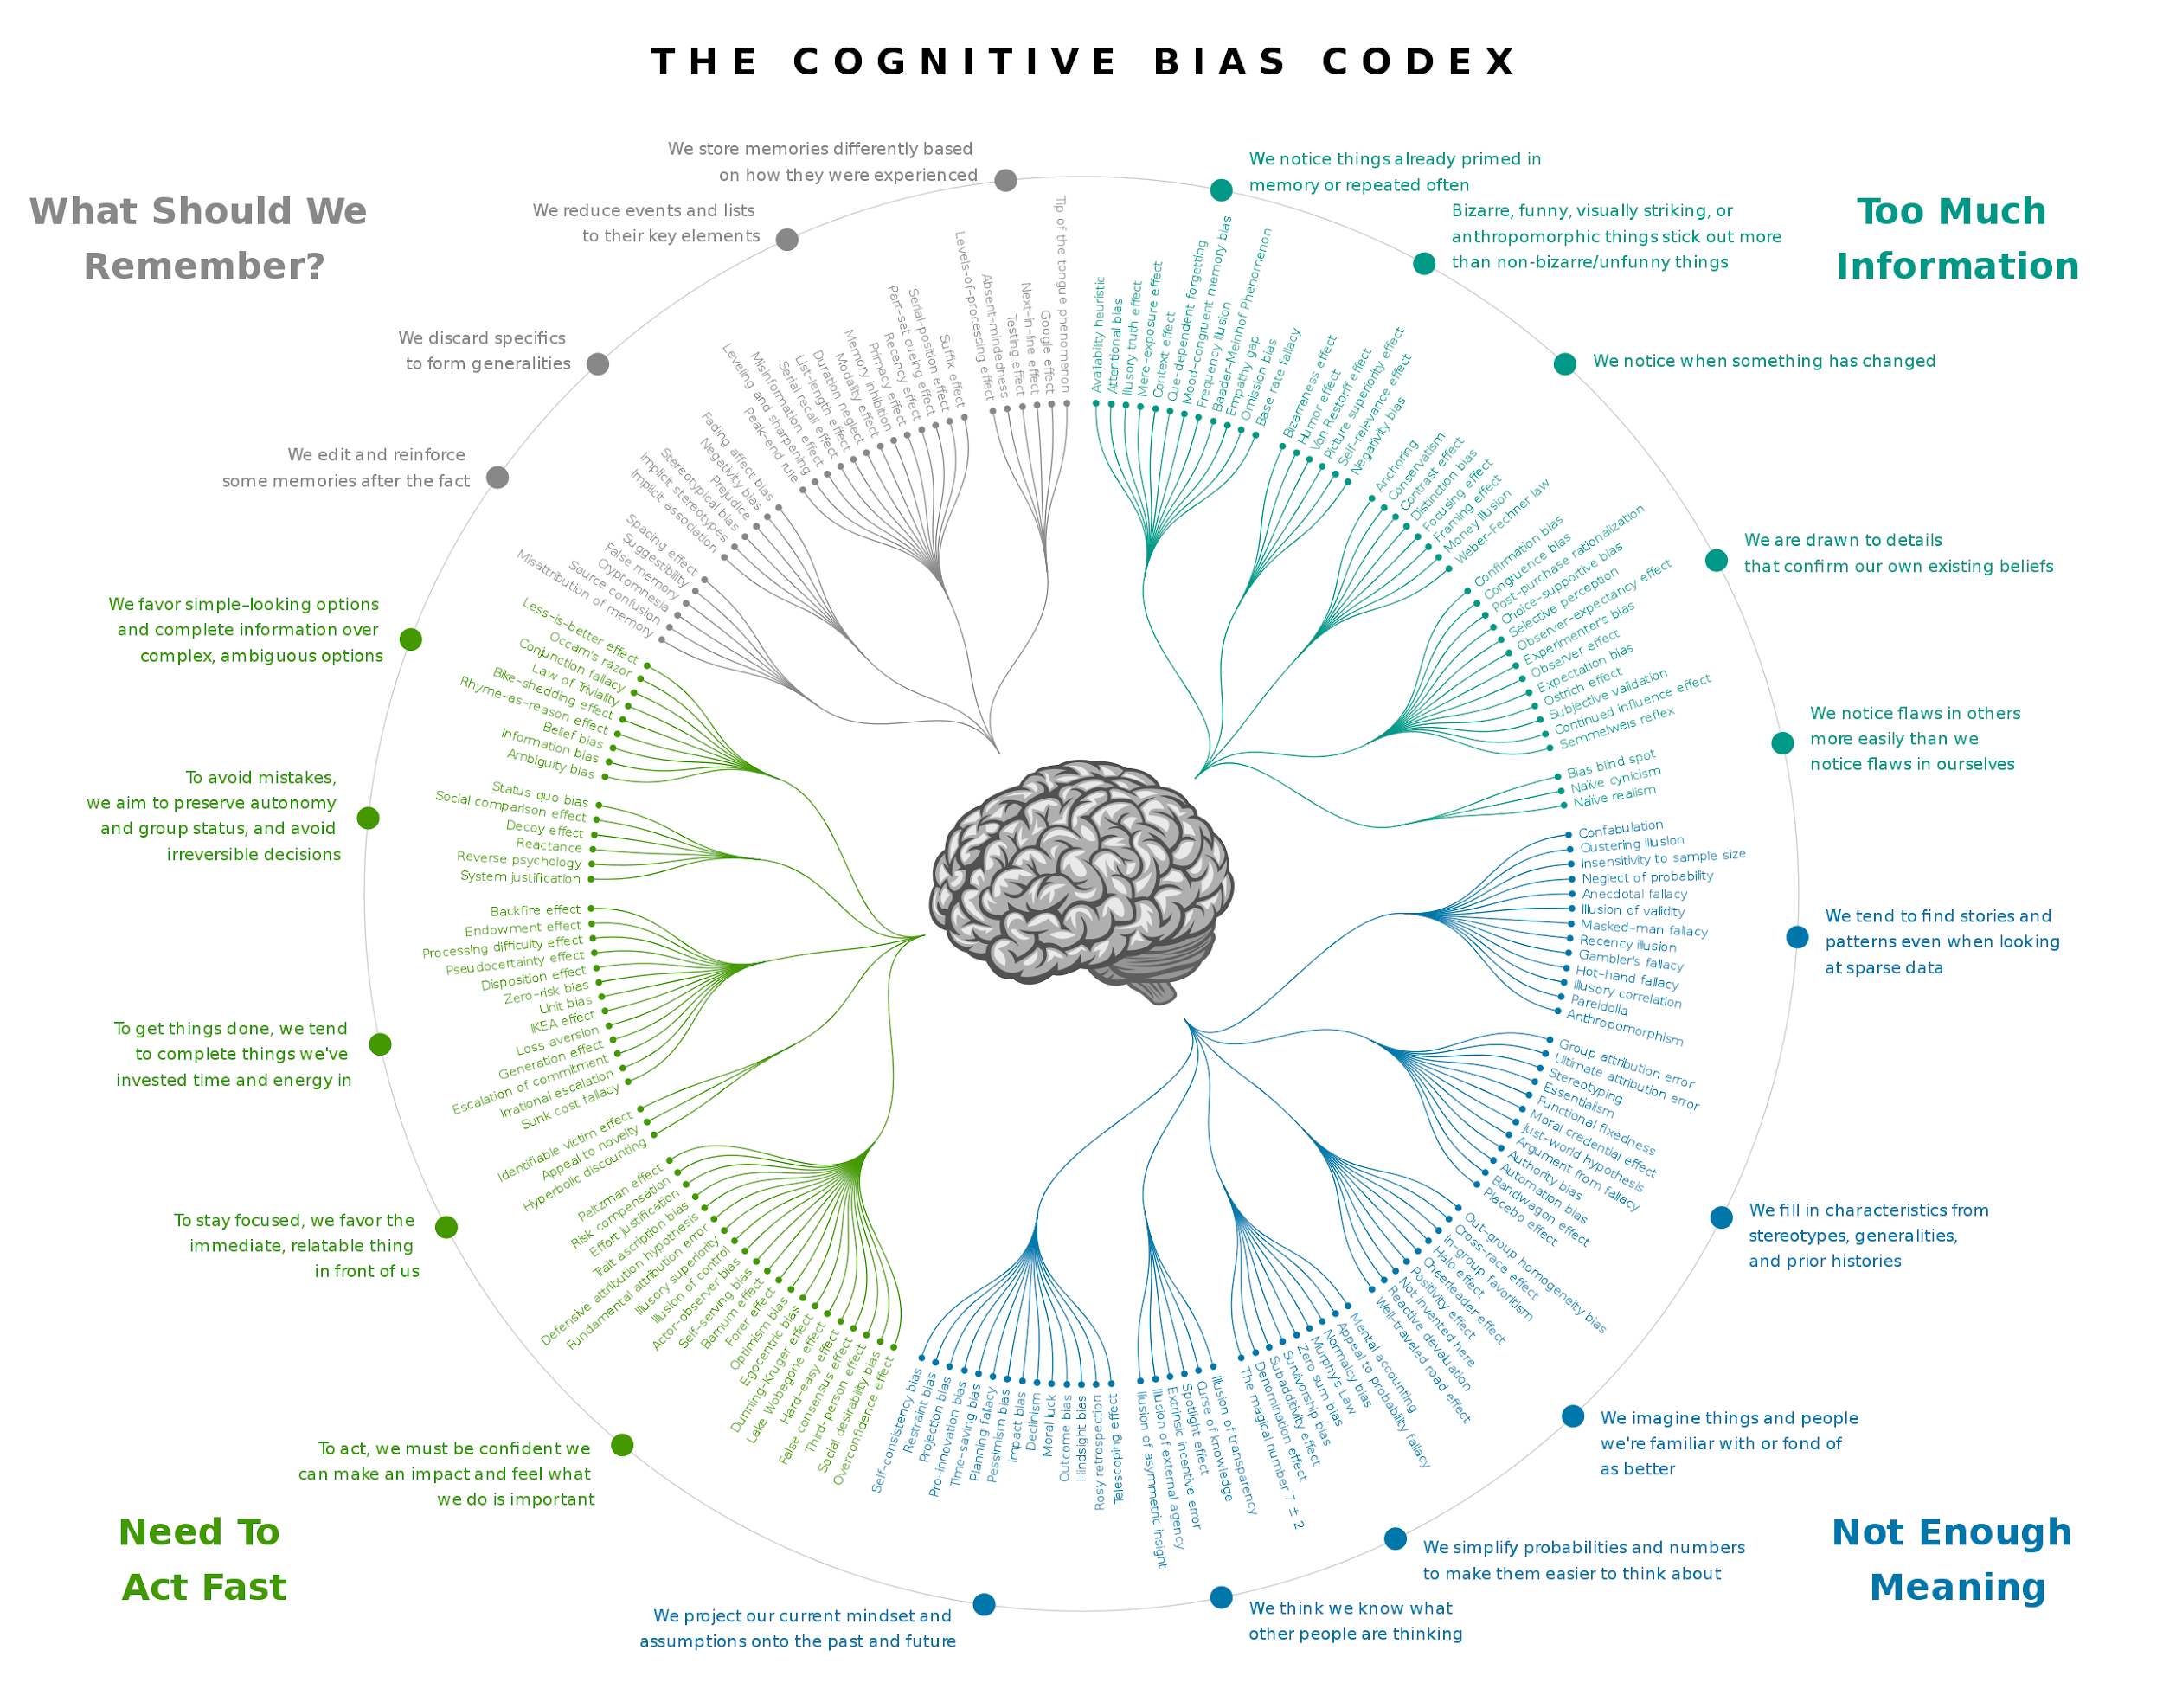 THE COGNITIVE BIAS CODEX
What Should We
Remember?
We store memories differently based
on how they were experienced
Tip of the tongue phenomenon
Google effect
Next-in-line effect
Testing effect
Absent-mindedness
Levels-of-processing effect
We reduce events and lists
to their key elements
Suffix effect
Serial-position effect
Part-set cueing effect
Recency effect
Primacy effect
Memory inhibition
Modality effect
Duration neglect
List-length effect
Serial recall effect
Misinformation effect
Leveling and sharpening
Peak-end rule
We discard specifics
to form generalities
Fading affect bias
Negativity bias
Prejudice
Stereotypical bias
Implicit stereotypes
Implicit association
We edit and reinforce
some memories after the fact
Spacing effect
Suggestibility
False memory
Cryptomnesia
Source confusion
Misattribution of memory
Too Much
Information
We notice things already primed in
memory or repeated often
Availability heuristic
Attentional bias
Illusory truth effect
Mere-exposure effect
Context effect
Cue-dependent forgetting
Mood-congruent memory bias
Frequency illusion
Baader-Meinhof Phenomenon
Empathy gap
Omission bias
Base rate fallacy
Bizarre, funny, visually striking, or
anthropomorphic things stick out more
than non-bizarre/unfunny things
Bizarreness effect
Humor effect
Von Restorff effect
Picture superiority effect
Self-relevance effect
Negativity bias
We notice when something has changed
Anchoring
Conservatism
Contrast effect
Distinction bias
Focusing effect
Framing effect
Money illusion
Weber-Fechner law
We are drawn to details
that confirm our own existing beliefs
Confirmation bias
Congruence bias
Post-purchase rationalization
Choice-supportive bias
Selective perception
Observer-expectancy effect
Experimenter's bias
Observer effect
Expectation bias
Ostrich effect
Subjective validation
Continued influence effect
Semmelweis reflex
We notice flaws in others
more easily than we
notice flaws in ourselves
Bias blind spot
Naïve cynicism
Naïve realism
We tend to find stories and
patterns even when looking
at sparse data
Confabulation
Clustering illusion
Insensitivity to sample size
Neglect of probability
Anecdotal fallacy
Illusion of validity
Masked-man fallacy
Recency illusion
Gambler's fallacy
Hot-hand fallacy
Illusory correlation
Pareidolia
Anthropomorphism
We fill in characteristics from
stereotypes, generalities,
and prior histories
Group attribution error
Ultimate attribution error
Stereotyping
Essentialism
Functional fixedness
Moral credential effect
Just-world hypothesis
Argument from fallacy
Authority bias
Automation bias
Bandwagon effect
Placebo effect
We imagine things and people
we're familiar with or fond of
as better
Out-group homogeneity bias
Cross-race effect
In-group favoritism
Halo effect
Cheerleader effect
Positivity effect
Not invented here
Reactive devaluation
Well-traveled road effect
We simplify probabilities and numbers
to make them easier to think about
Mental accounting
Appeal to probability fallacy
Normalcy bias
Murphy's Law
Zero sum bias
Survivorship bias
Subadditivity effect
Denomination effect
The magical number 7 ± 2
We think we know what
other people are thinking
Illusion of transparency
Curse of knowledge
Spotlight effect
Extrinsic incentive error
Illusion of external agency
Illusion of asymmetric insight
We project our current mindset and
assumptions onto the past and future
Telescoping effect
Rosy retrospection
Hindsight bias
Outcome bias
Moral luck
Declinism
Impact bias
Pessimism bias
Planning fallacy
Time-saving bias
Pro-innovation bias
Projection bias
Restraint bias
Self-consistency bias
Not Enough
Meaning
We favor simple-looking options
and complete information over
complex, ambiguous options
Less-is-better effect
Occam's razor
Conjunction fallacy
Law of Triviality
Bike-shedding effect
Rhyme-as-reason effect
Belief bias
Information bias
Ambiguity bias
To avoid mistakes,
we aim to preserve autonomy
and group status, and avoid
irreversible decisions
Status quo bias
Social comparison effect
Decoy effect
Reactance
Reverse psychology
System justification
To get things done, we tend
to complete things we've
invested time and energy in
Backfire effect
Endowment effect
Processing difficulty effect
Pseudocertainty effect
Disposition effect
Zero-risk bias
Unit bias
IKEA effect
Loss aversion
Generation effect
Escalation of commitment
Irrational escalation
Sunk cost fallacy
To stay focused, we favor the
immediate, relatable thing
in front of us
Identifiable victim effect
Appeal to novelty
Hyperbolic discounting
To act, we must be confident we
can make an impact and feel what
we do is important
Peltzman effect
Risk compensation
Effort justification
Trait ascription bias
Defensive attribution hypothesis
Fundamental attribution error
Illusory superiority
Illusion of control
Actor-observer bias
Self-serving bias
Barnum effect
Forer effect
Optimism bias
Egocentric bias
Dunning-Kruger effect
Lake Wobegone effect
Hard-easy effect
False consensus effect
Third-person effect
Social desirability bias
Overconfidence effect
Need To
Act Fast